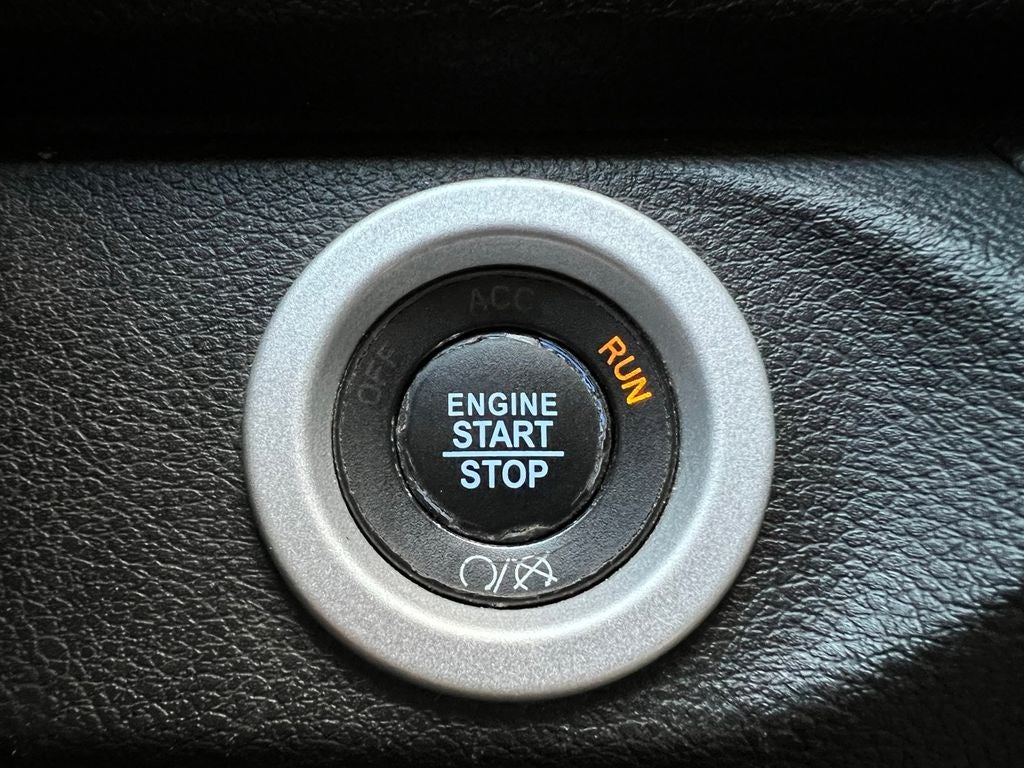 ACC
OFF
RUN
ENGINE
START
STOP